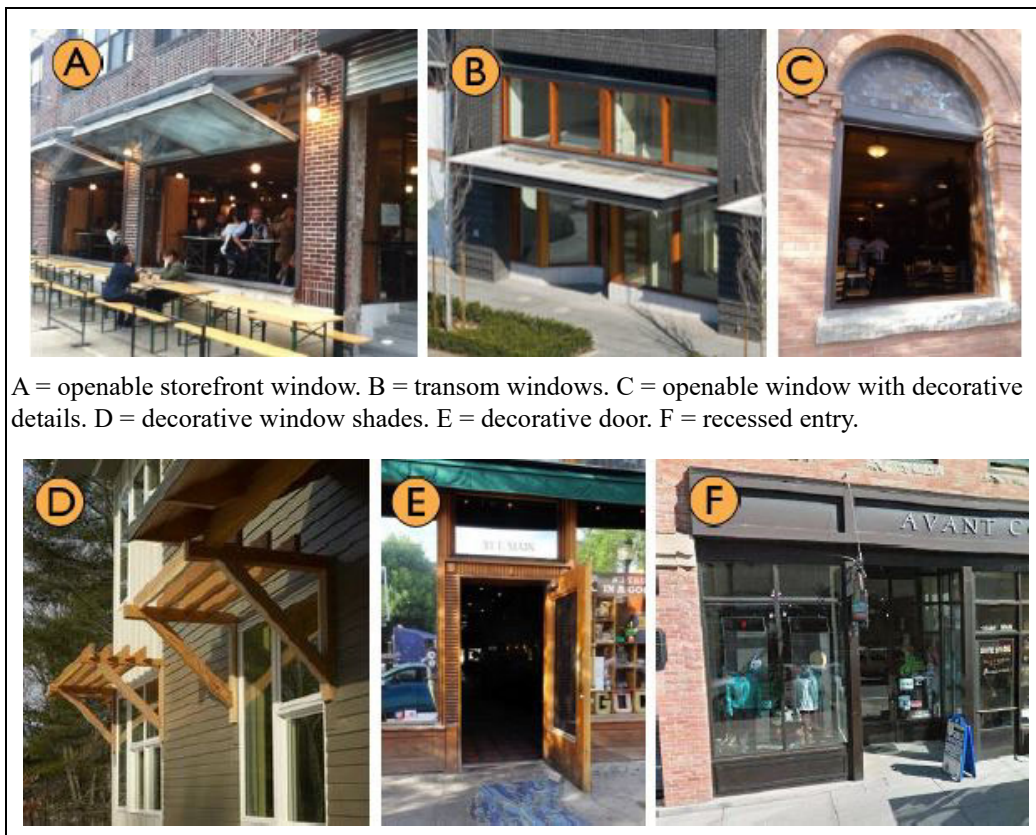 A
B
C
A = openable storefront window. B = transom windows. C = openable window with decorative
details. D = decorative window shades. E = decorative door. F = recessed entry.
D
E
F
AVANT C